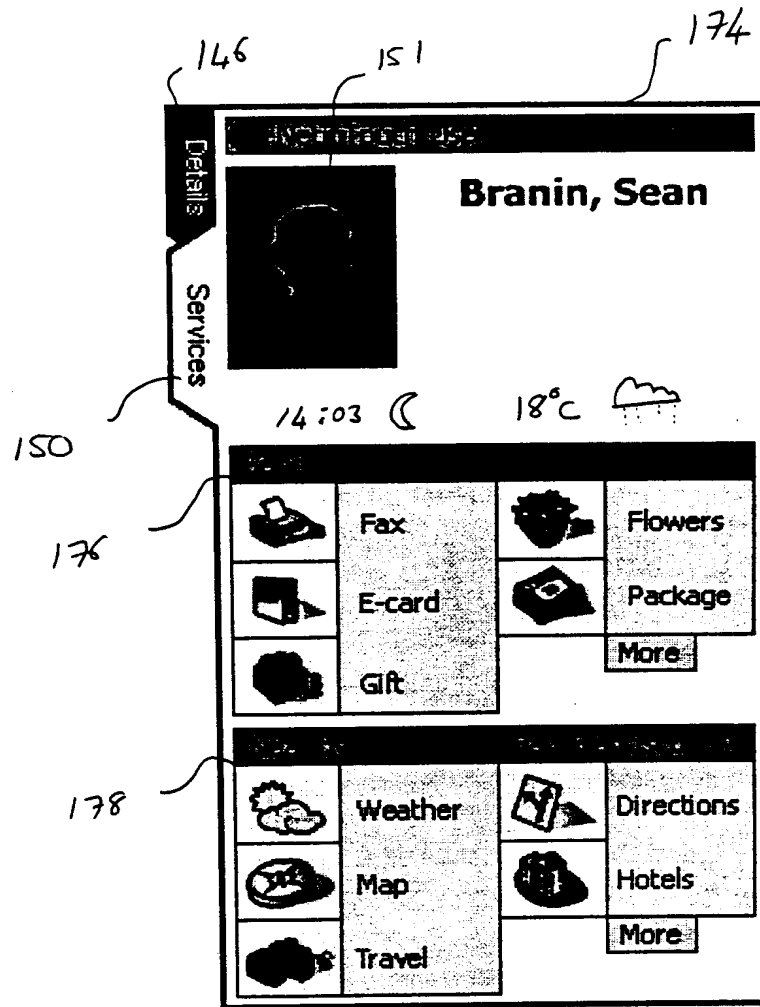 174
146
151
Details
Branin, Sean
Services
150
14:03 18°C
176
Fax Flowers
E-card Package
More
Gift
178
Weather Directions
Map Hotels
More
Travel